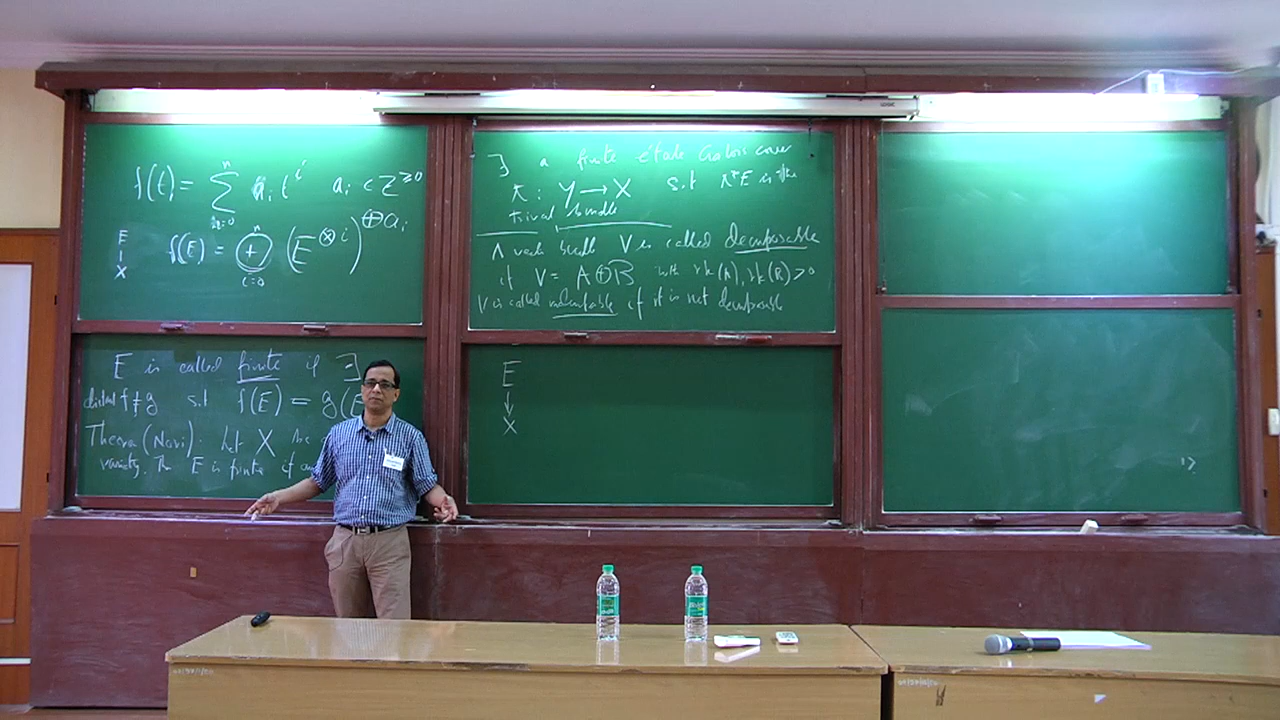 f(t) = n Σ i=0 a_i t^i a_i ∈ Z^{≥0}
E
|
X
f(E) = n ⊕ i=0 (E^{⊗ i})^{⊕ a_i}
E is called finite if ∃
distinct f ≠ g s.t f(E) = g(E
Theorem (Nori): Let X be
variety. Then E is finite if an
∃ a finite étale Galois cover
π: Y → X s.t π*E is the
trivial bundle
A vector bundle V is called decomposable
if V = A⊕B with rk(A), rk(B) > 0
V is called indecomposable if it is not decomposable
E
↓
X